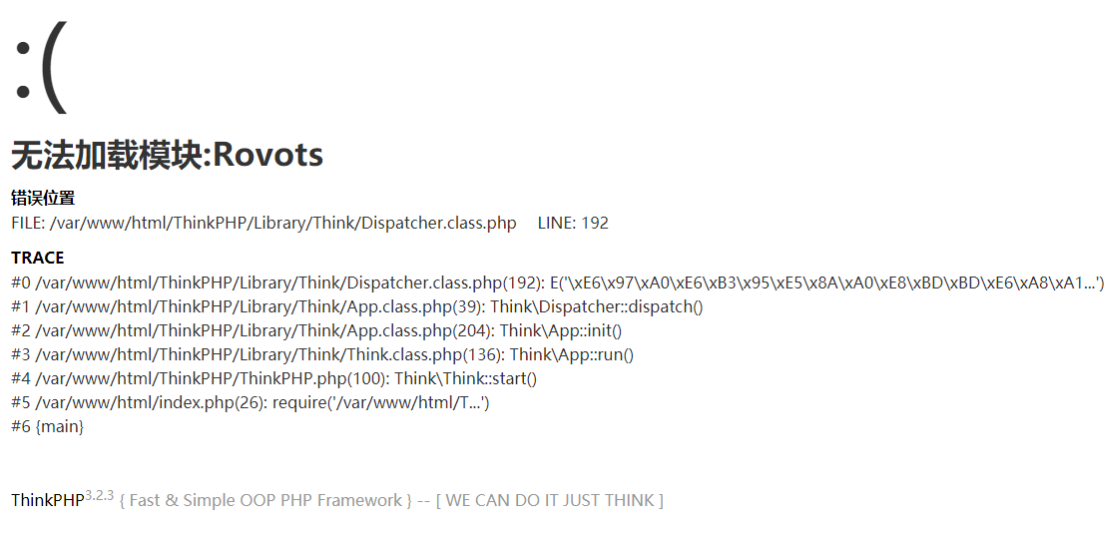 :(
无法加载模块:Rovots
错误位置
FILE: /var/www/html/ThinkPHP/Library/Think/Dispatcher.class.php LINE: 192
TRACE
#0 /var/www/html/ThinkPHP/Library/Think/Dispatcher.class.php(192): E('\xE6\x97\xA0\xE6\xB3\x95\xE5\x8A\xA0\xE8\xBD\xBD\xE6\xA8\xA1...')
#1 /var/www/html/ThinkPHP/Library/Think/App.class.php(39): Think\Dispatcher::dispatch()
#2 /var/www/html/ThinkPHP/Library/Think/App.class.php(204): Think\App::init()
#3 /var/www/html/ThinkPHP/Library/Think/Think.class.php(136): Think\App::run()
#4 /var/www/html/ThinkPHP/ThinkPHP.php(100): Think\Think::start()
#5 /var/www/html/index.php(26): require('/var/www/html/T...')
#6 {main}
ThinkPHP3.2.3 { Fast & Simple OOP PHP Framework } -- [ WE CAN DO IT JUST THINK ]